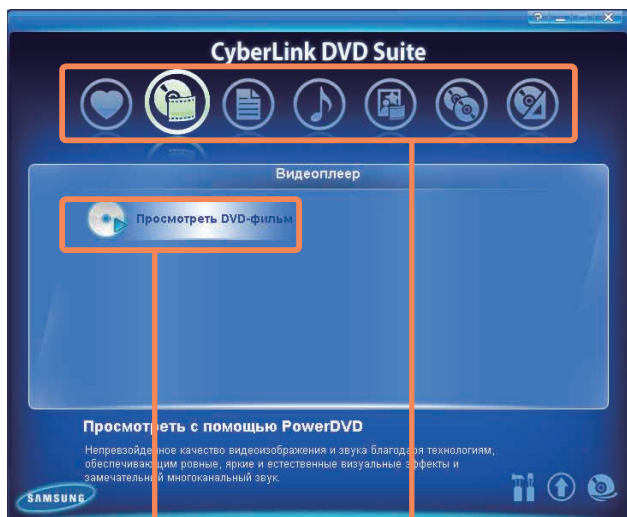 CyberLink DVD Suite
Видеоплеер
Просмотреть DVD-фильм
Просмотреть с помощью PowerDVD
Непревзойденное качество видеоизображения и звука благодаря технологиям,
обеспечивающим ровные, яркие и естественные визуальные эффекты и
замечательный многоканальный звук.
SAMSUNG